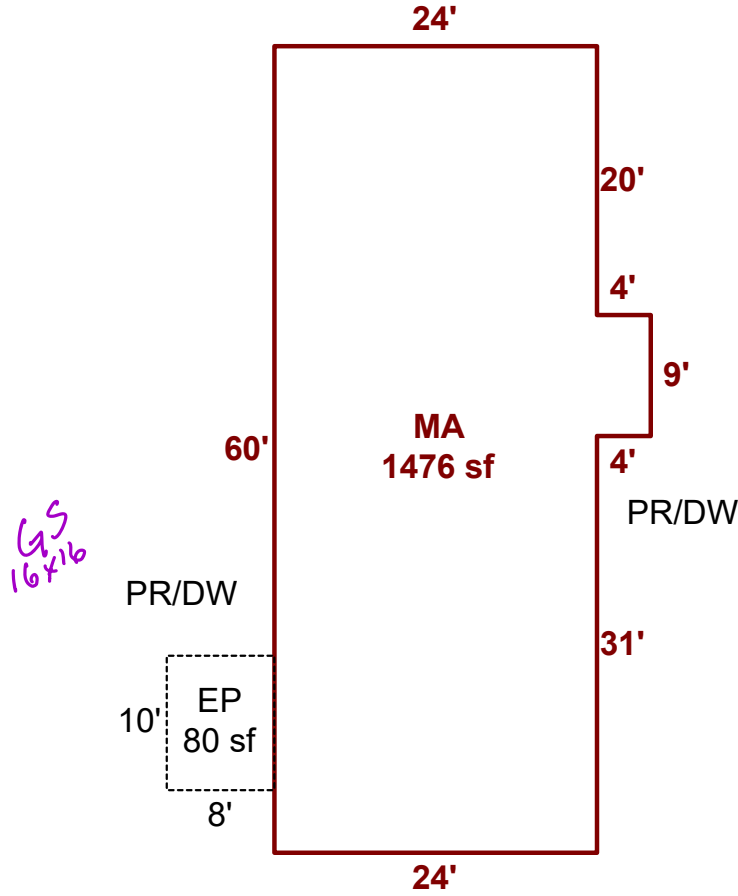 24'
20'
4'
9'
MA
1476 sf
60'
4'
GS
16x16
PR/DW
PR/DW
31'
EP
80 sf
10'
8'
24'